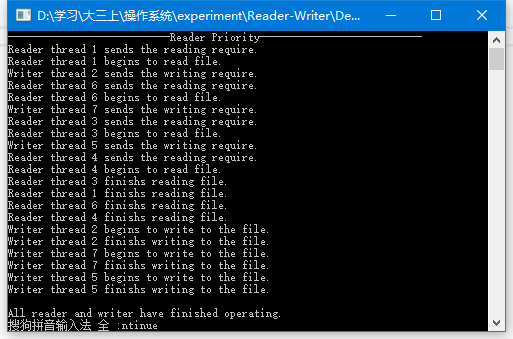 D:\学习\大三上\操作系统\experiment\Reader-Writer\De...
Reader Priority
Reader thread 1 sends the reading require.
Reader thread 1 begins to read file.
Writer thread 2 sends the writing require.
Reader thread 6 sends the reading require.
Reader thread 6 begins to read file.
Writer thread 7 sends the writing require.
Reader thread 3 sends the reading require.
Reader thread 3 begins to read file.
Writer thread 5 sends the writing require.
Reader thread 4 sends the reading require.
Reader thread 4 begins to read file.
Reader thread 3 finishs reading file.
Reader thread 1 finishs reading file.
Reader thread 6 finishs reading file.
Reader thread 4 finishs reading file.
Writer thread 2 begins to write to the file.
Writer thread 2 finishs writing to the file.
Writer thread 7 begins to write to the file.
Writer thread 7 finishs writing to the file.
Writer thread 5 begins to write to the file.
Writer thread 5 finishs writing to the file.
All reader and writer have finished operating.
搜狗拼音输入法 全 :ntinue